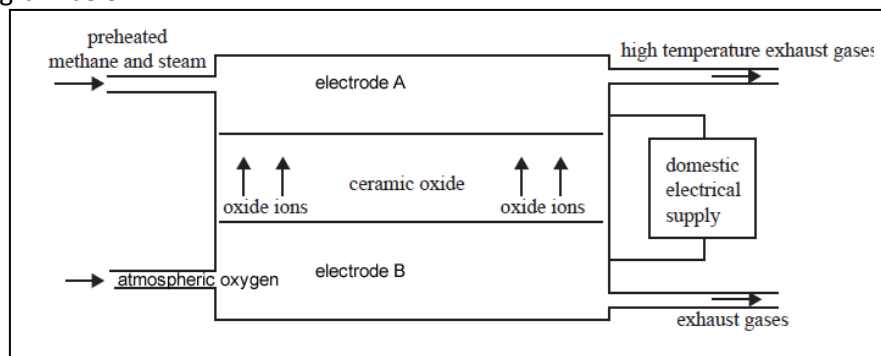 preheated
methane and steam
high temperature exhaust gases
electrode A
ceramic oxide
domestic
electrical
supply
oxide ions
oxide ions
atmospheric oxygen
electrode B
exhaust gases